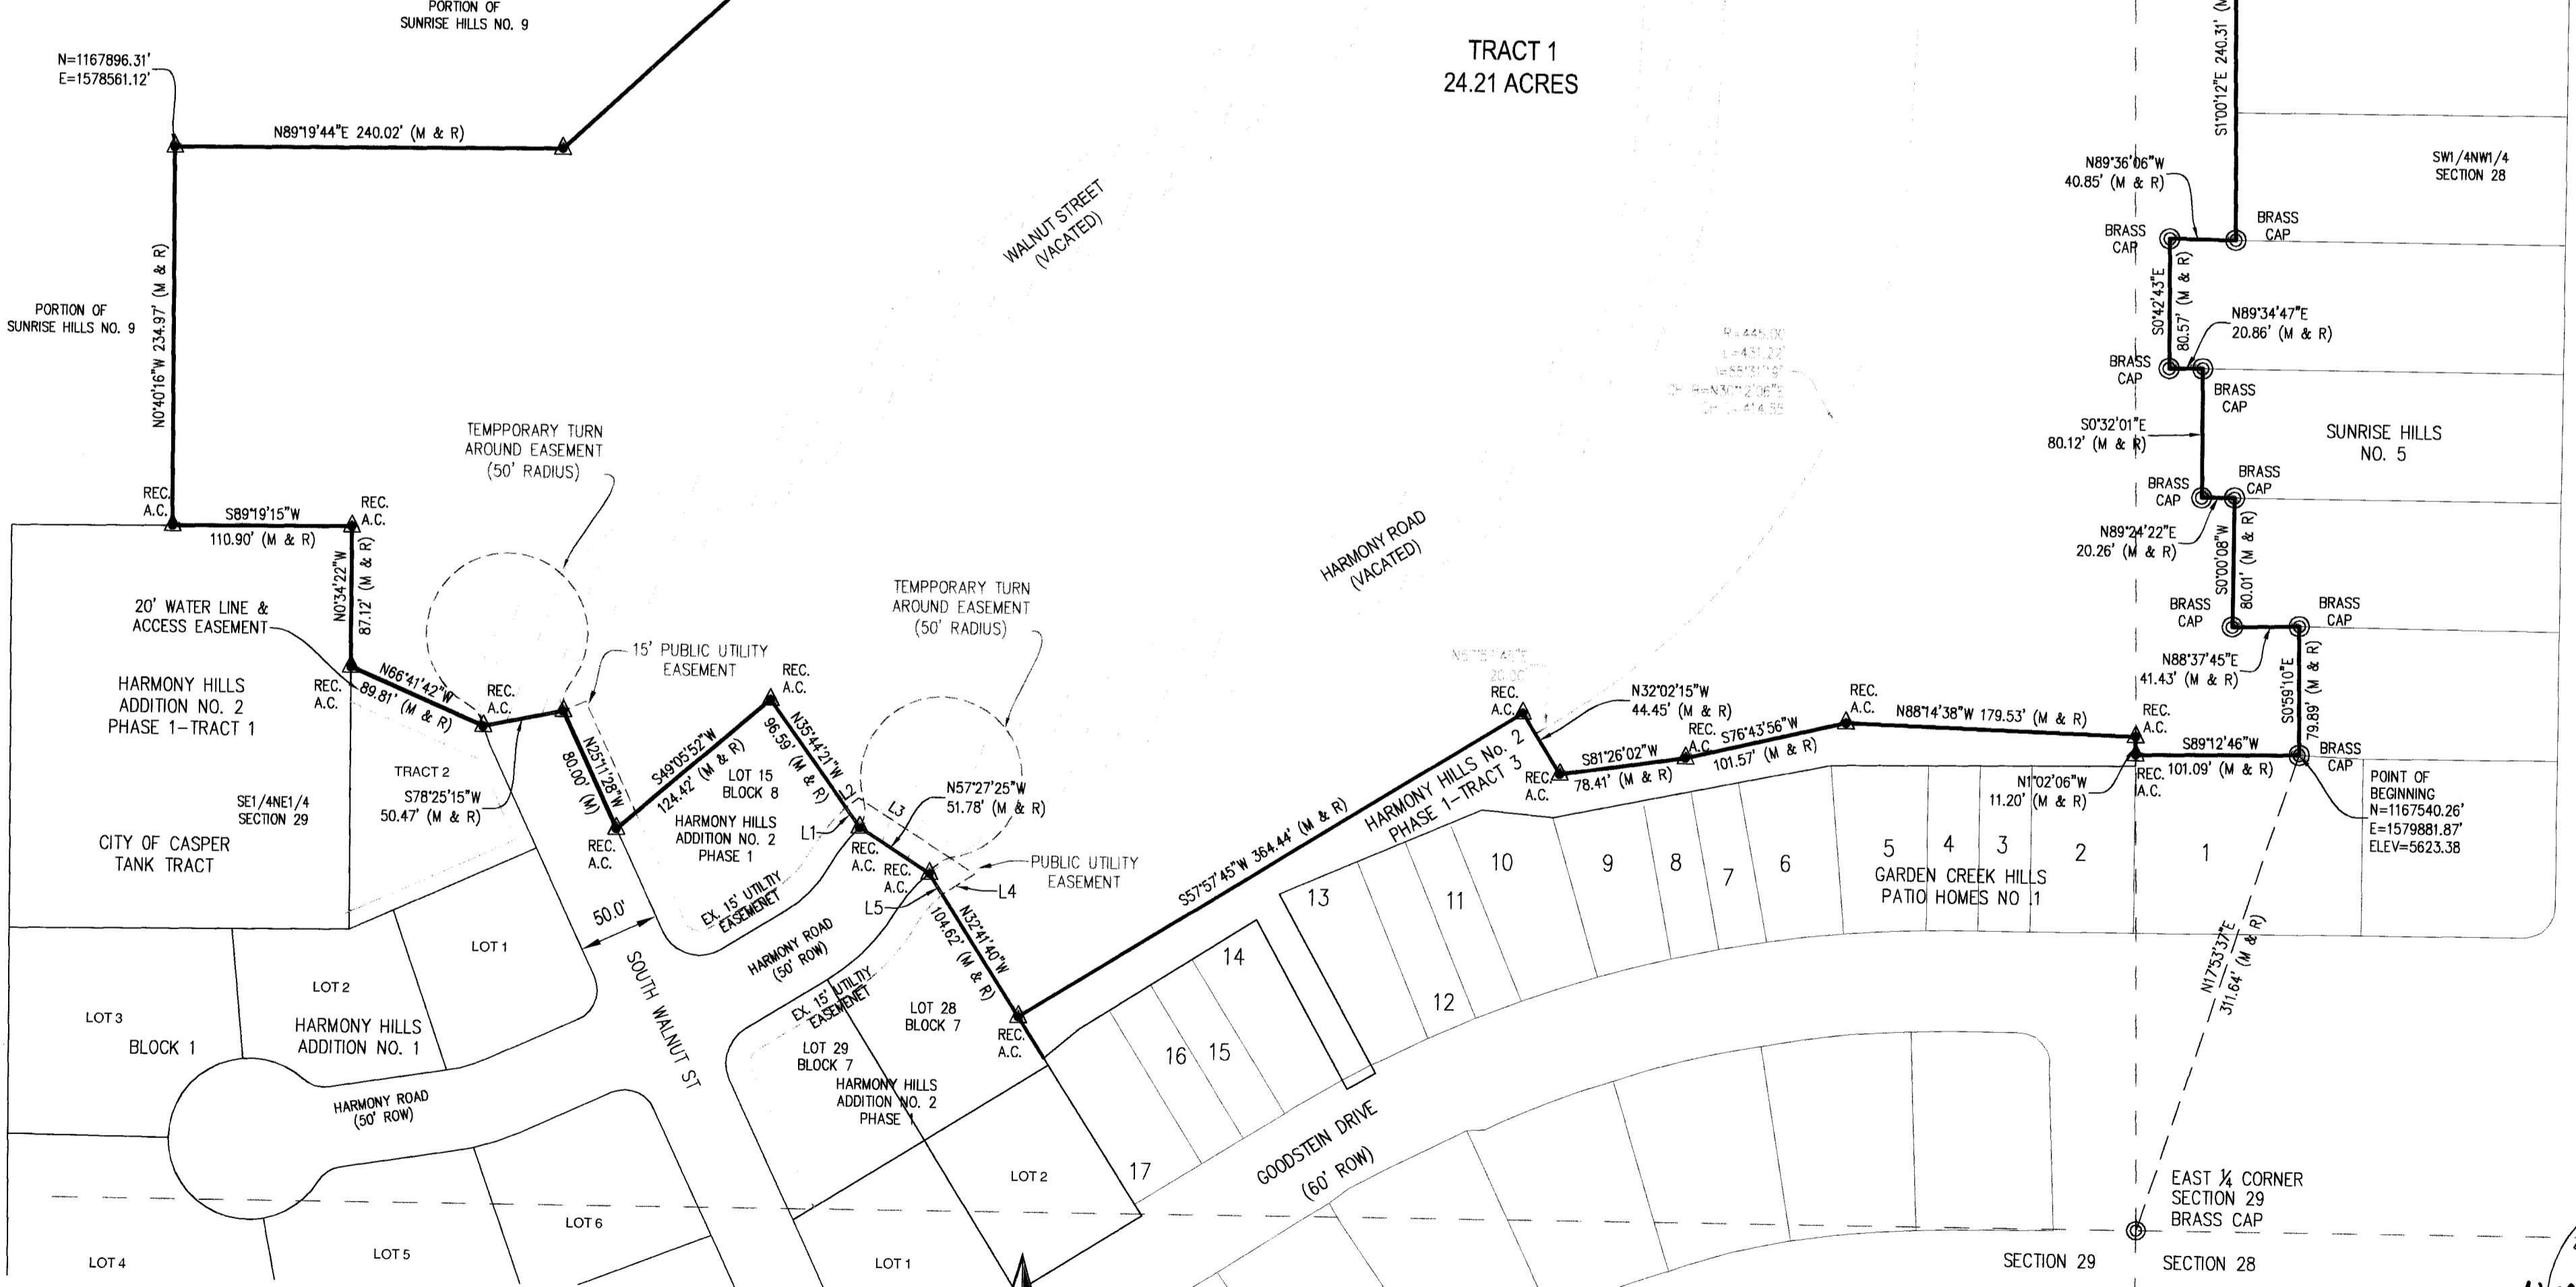 PORTION OF
SUNRISE HILLS NO. 9
N=1167896.31'
E=1578561.12'
N89°19'44"E 240.02' (M & R)
N0°40'16"W 234.97' (M & R)
PORTION OF
SUNRISE HILLS NO. 9
TRACT 1
24.21 ACRES
WALNUT STREET
(VACATED)
HARMONY ROAD
(VACATED)
R=445.00
L=431.22'
CH B=N30°12'06"E
S1°00'12"E 240.31'
N89°36'06"W
40.85' (M & R)
SW1/4NW1/4
SECTION 28
BRASS
CAP
BRASS
CAP
S0°42'43"E
80.57' (M & R)
N89°34'47"E
20.86' (M & R)
BRASS
CAP
BRASS
CAP
S0°32'01"E
80.12' (M & R)
SUNRISE HILLS
NO. 5
BRASS
CAP
BRASS
CAP
N89°24'22"E
20.26' (M & R)
S0°00'08"W
80.01' (M & R)
BRASS
CAP
BRASS
CAP
N88°37'45"E
41.43' (M & R)
S0°59'10"E
79.89' (M & R)
BRASS
CAP
POINT OF
BEGINNING
N=1167540.26'
E=1579881.87'
ELEV=5623.38
S89°12'46"W
101.09' (M & R)
REC.
A.C.
REC.
A.C.
N1°02'06"W
11.20' (M & R)
N88°14'38"W 179.53' (M & R)
REC.
A.C.
S76°43'56"W
101.57' (M & R)
REC.
A.C.
S81°26'02"W
78.41' (M & R)
REC.
A.C.
N32°02'15"W
44.45' (M & R)
REC.
A.C.
S57°57'45"W 364.44' (M & R)
HARMONY HILLS No. 2
PHASE 1-TRACT 3
REC.
A.C.
S89°19'15"W
110.90' (M & R)
REC.
A.C.
N0°34'22"W
87.12' (M & R)
TEMPPORARY TURN
AROUND EASEMENT
(50' RADIUS)
20' WATER LINE &
ACCESS EASEMENT
REC.
A.C.
N66°41'42"W
89.81' (M & R)
REC.
A.C.
HARMONY HILLS
ADDITION NO. 2
PHASE 1-TRACT 1
TRACT 2
S78°25'15"W
50.47' (M & R)
SE1/4NE1/4
SECTION 29
CITY OF CASPER
TANK TRACT
15' PUBLIC UTILITY
EASEMENT
N25°11'28"W
80.00' (M)
REC.
A.C.
S49°05'52"W
124.42' (M & R)
REC.
A.C.
N35°44'21"W
96.59' (M & R)
LOT 15
BLOCK 8
HARMONY HILLS
ADDITION NO. 2
PHASE 1
TEMPPORARY TURN
AROUND EASEMENT
(50' RADIUS)
L1
L2
L3
N57°27'25"W
51.78' (M & R)
REC.
A.C.
REC.
A.C.
L5
L4
PUBLIC UTILITY
EASEMENT
N32°41'40"W
104.62' (M & R)
REC.
A.C.
EX. 15' UTILTIY
EASEMENET
HARMONY ROAD
(50' ROW)
EX. 15' UTILTIY
EASEMENET
50.0'
SOUTH WALNUT ST
LOT 28
BLOCK 7
LOT 29
BLOCK 7
HARMONY HILLS
ADDITION NO. 2
PHASE 1
LOT 1
LOT 2
LOT 3
BLOCK 1
HARMONY HILLS
ADDITION NO. 1
HARMONY ROAD
(50' ROW)
LOT 4
LOT 5
LOT 6
LOT 1
LOT 2
17
16
15
14
13
12
11
10
9
8
7
6
5
4
3
2
1
GARDEN CREEK HILLS
PATIO HOMES NO .1
GOODSTEIN DRIVE
(60' ROW)
N17°53'37"E
311.64' (M & R)
EAST 1/4 CORNER
SECTION 29
BRASS CAP
SECTION 29
SECTION 28